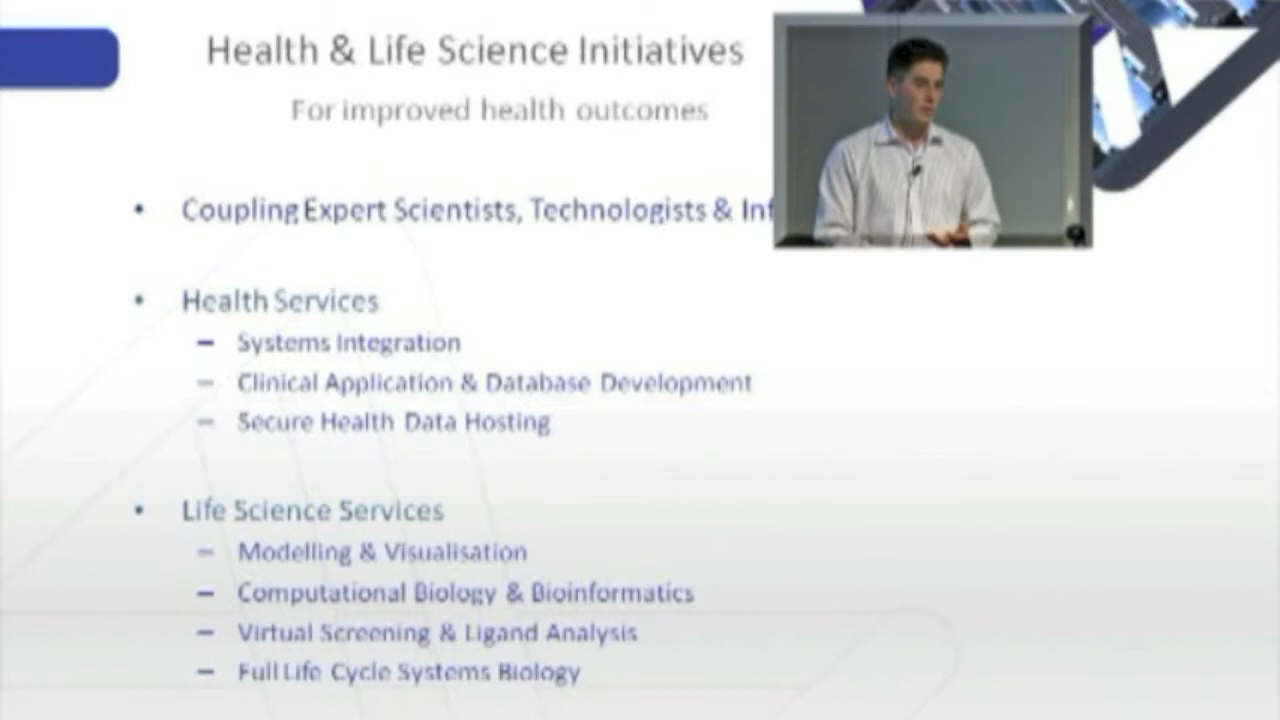 Health & Life Science Initiatives
For improved health outcomes
• Coupling Expert Scientists, Technologists &
• Health Services
– Systems Integration
– Clinical Application & Database Development
– Secure Health Data Hosting
• Life Science Services
– Modelling & Visualisation
– Computational Biology & Bioinformatics
– Virtual Screening & Ligand Analysis
– Full Life Cycle Systems Biology